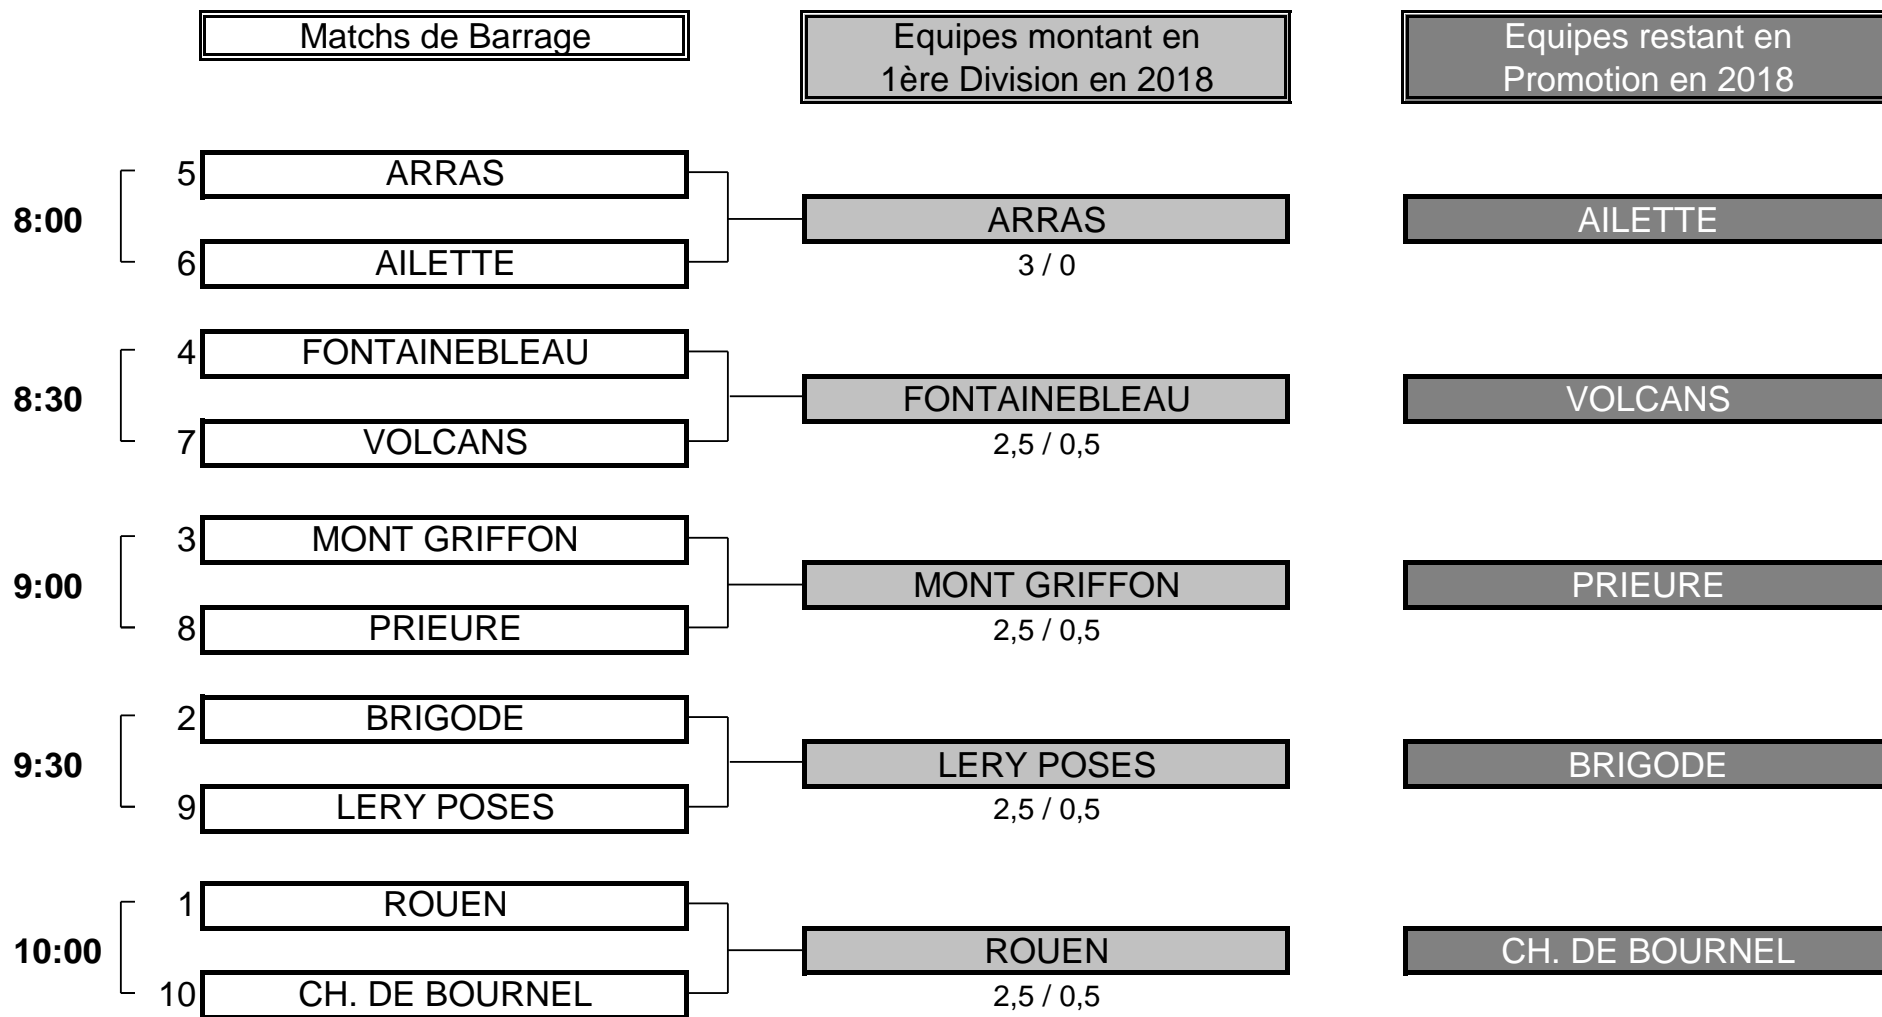 Matchs de Barrage
Equipes montant en
1ère Division en 2018
Equipes restant en
Promotion en 2018
8:00
5 ARRAS
6 AILETTE
ARRAS
3 / 0
AILETTE
8:30
4 FONTAINEBLEAU
7 VOLCANS
FONTAINEBLEAU
2,5 / 0,5
VOLCANS
9:00
3 MONT GRIFFON
8 PRIEURE
MONT GRIFFON
2,5 / 0,5
PRIEURE
9:30
2 BRIGODE
9 LERY POSES
LERY POSES
2,5 / 0,5
BRIGODE
10:00
1 ROUEN
10 CH. DE BOURNEL
ROUEN
2,5 / 0,5
CH. DE BOURNEL